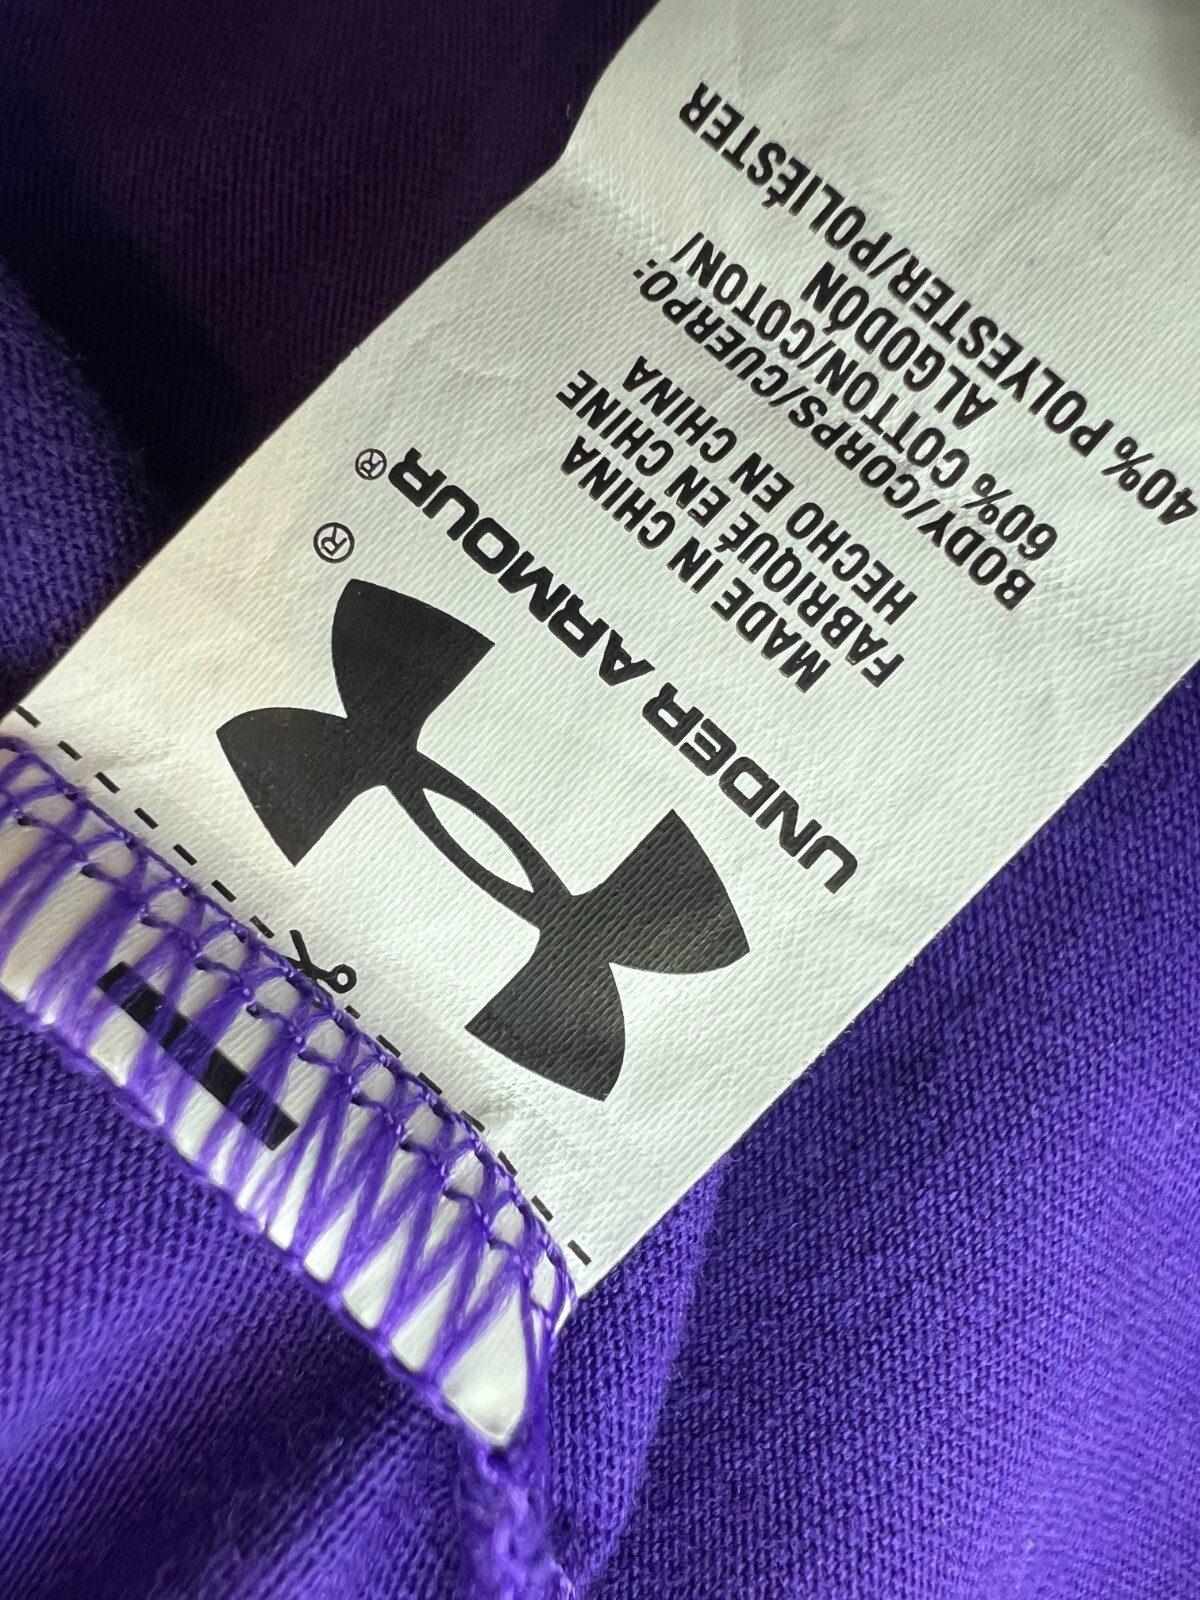 ®
UNDER ARMOUR®
MADE IN CHINA
FABRIQUÉ EN CHINE
HECHO EN CHINA
BODY/CORPS/CUERPO:
60% COTTON/COTON/
ALGODÓN
40% POLYESTER/POLIÉSTER